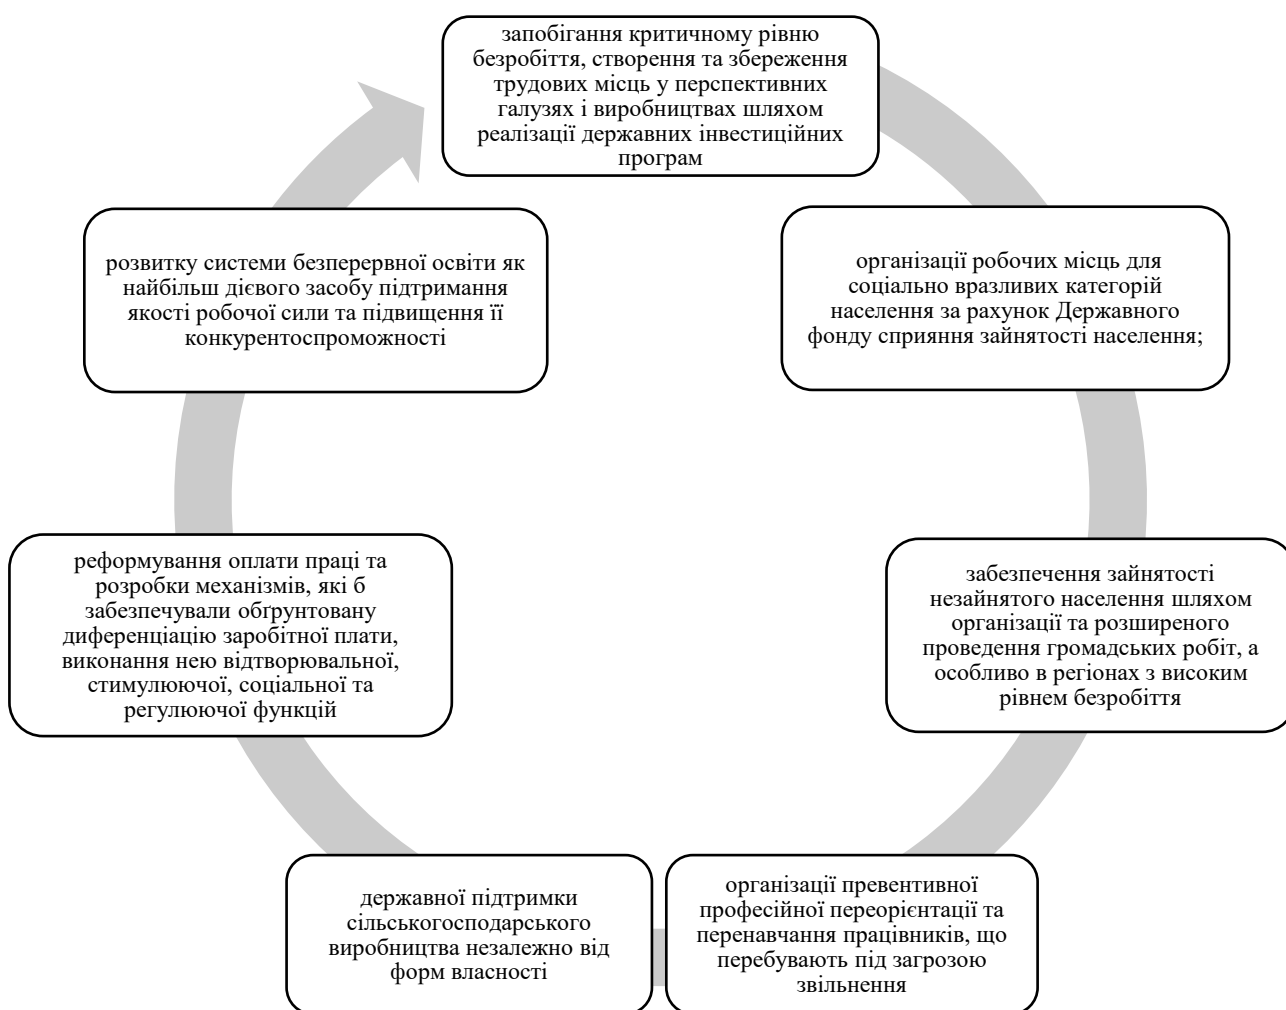 запобігання критичному рівню
безробіття, створення та збереження
трудових місць у перспективних
галузях і виробництвах шляхом
реалізації державних інвестиційних
програм
організації робочих місць для
соціально вразливих категорій
населення за рахунок Державного
фонду сприяння зайнятості населення;
забезпечення зайнятості
незайнятого населення шляхом
організації та розширеного
проведення громадських робіт, а
особливо в регіонах з високим
рівнем безробіття
організації превентивної
професійної переорієнтації та
перенавчання працівників, що
перебувають під загрозою
звільнення
державної підтримки
сільськогосподарського
виробництва незалежно від
форм власності
реформування оплати праці та
розробки механізмів, які б
забезпечували обґрунтовану
диференціацію заробітної плати,
виконання нею відтворювальної,
стимулюючої, соціальної та
регулюючої функцій
розвитку системи безперервної освіти як
найбільш дієвого засобу підтримання
якості робочої сили та підвищення її
конкурентоспроможності